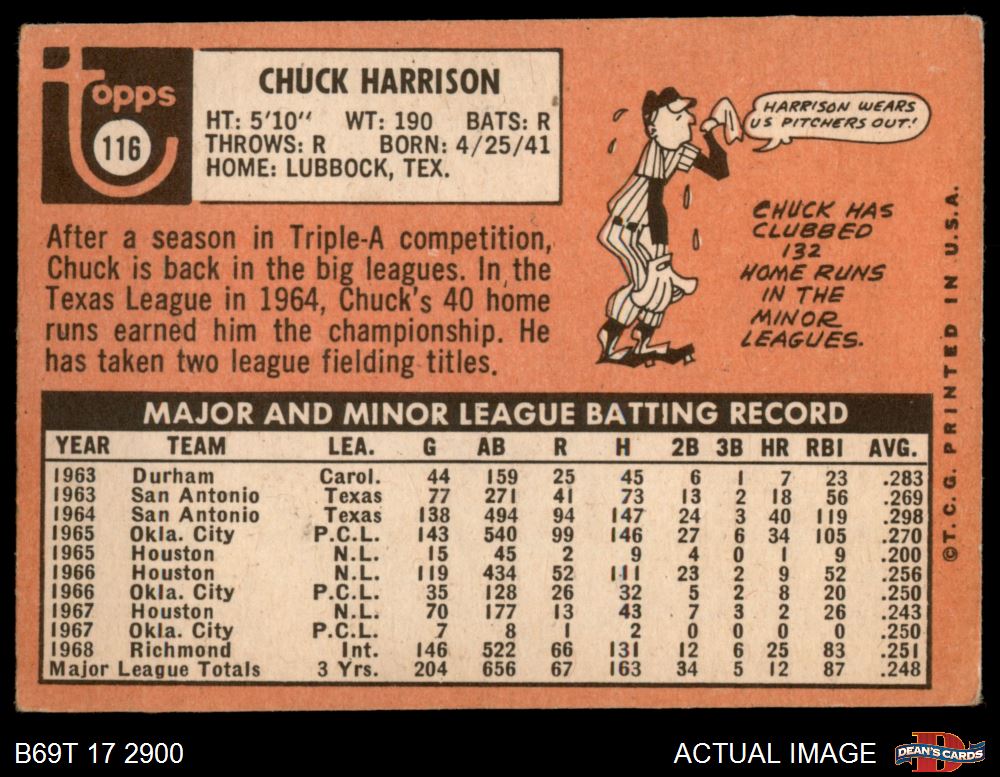 Topps
116
CHUCK HARRISON
HT: 5'10" WT: 190 BATS: R
THROWS: R BORN: 4/25/41
HOME: LUBBOCK, TEX.
After a season in Triple-A competition,
Chuck is back in the big leagues. In the
Texas League in 1964, Chuck's 40 home
runs earned him the championship. He
has taken two league fielding titles.
HARRISON WEARS
US PITCHERS OUT!
CHUCK HAS
CLUBBED
132
HOME RUNS
IN THE
MINOR
LEAGUES.
©T.C.G. PRINTED IN U.S.A.
MAJOR AND MINOR LEAGUE BATTING RECORD
YEAR TEAM LEA. G AB R H 2B 3B HR RBI AVG.
1963 Durham Carol. 44 159 25 45 6 1 7 23 .283
1963 San Antonio Texas 77 271 41 73 13 2 18 56 .269
1964 San Antonio Texas 138 494 94 147 24 3 40 119 .298
1965 Okla. City P.C.L. 143 540 99 146 27 6 34 105 .270
1965 Houston N.L. 15 45 2 9 4 0 1 9 .200
1966 Houston N.L. 119 434 52 111 23 2 9 52 .256
1966 Okla. City P.C.L. 35 128 26 32 5 2 8 20 .250
1967 Houston N.L. 70 177 13 43 7 3 2 26 .243
1967 Okla. City P.C.L. 7 8 1 2 0 0 0 0 .250
1968 Richmond Int. 146 522 66 131 12 6 25 83 .251
Major League Totals 3 Yrs. 204 656 67 163 34 5 12 87 .248
B69T 17 2900
ACTUAL IMAGE
D
DEAN'S CARDS